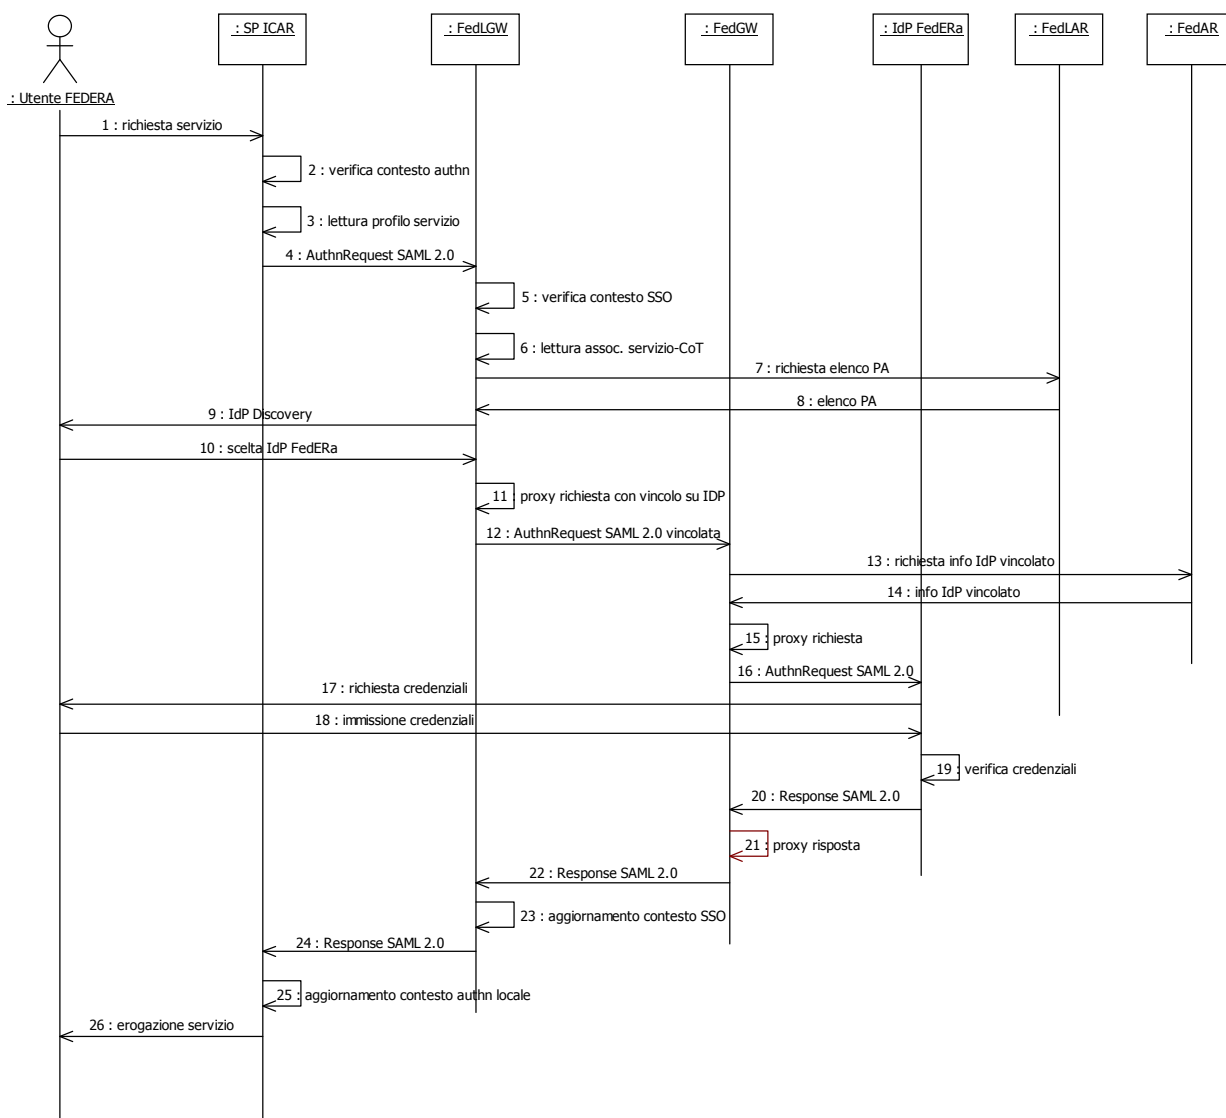 : SP ICAR
: FedLGW
: FedGW
: IdP FedERa
: FedLAR
: FedAR
: Utente FEDERA
1 : richiesta servizio
2 : verifica contesto authn
3 : lettura profilo servizio
4 : AuthnRequest SAML 2.0
5 : verifica contesto SSO
6 : lettura assoc. servizio-CoT
7 : richiesta elenco PA
8 : elenco PA
9 : IdP Discovery
10 : scelta IdP FedERa
11 : proxy richiesta con vincolo su IDP
12 : AuthnRequest SAML 2.0 vincolata
13 : richiesta info IdP vincolato
14 : info IdP vincolato
15 : proxy richiesta
16 : AuthnRequest SAML 2.0
17 : richiesta credenziali
18 : immissione credenziali
19 : verifica credenziali
20 : Response SAML 2.0
21 : proxy risposta
22 : Response SAML 2.0
23 : aggiornamento contesto SSO
24 : Response SAML 2.0
25 : aggiornamento contesto authn locale
26 : erogazione servizio